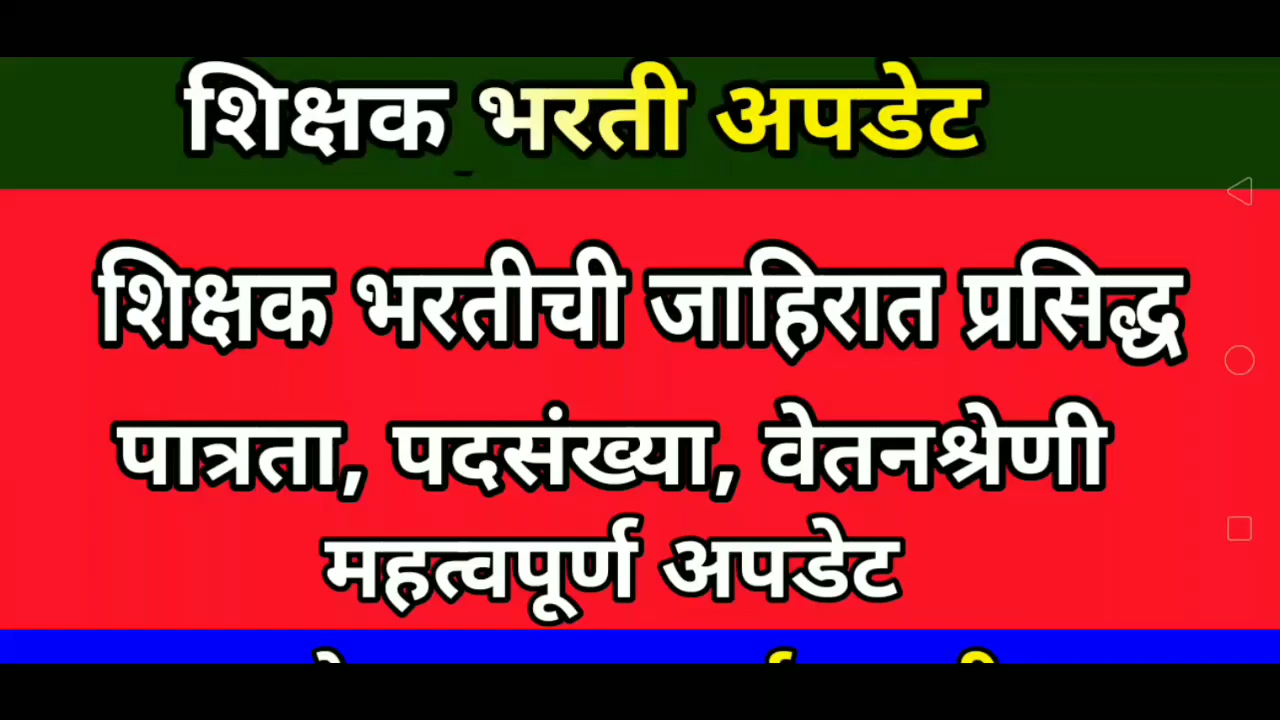 शिक्षक भरती अपडेट
शिक्षक भरतीची जाहिरात प्रसिद्ध
पात्रता, पदसंख्या, वेतनश्रेणी
महत्वपूर्ण अपडेट